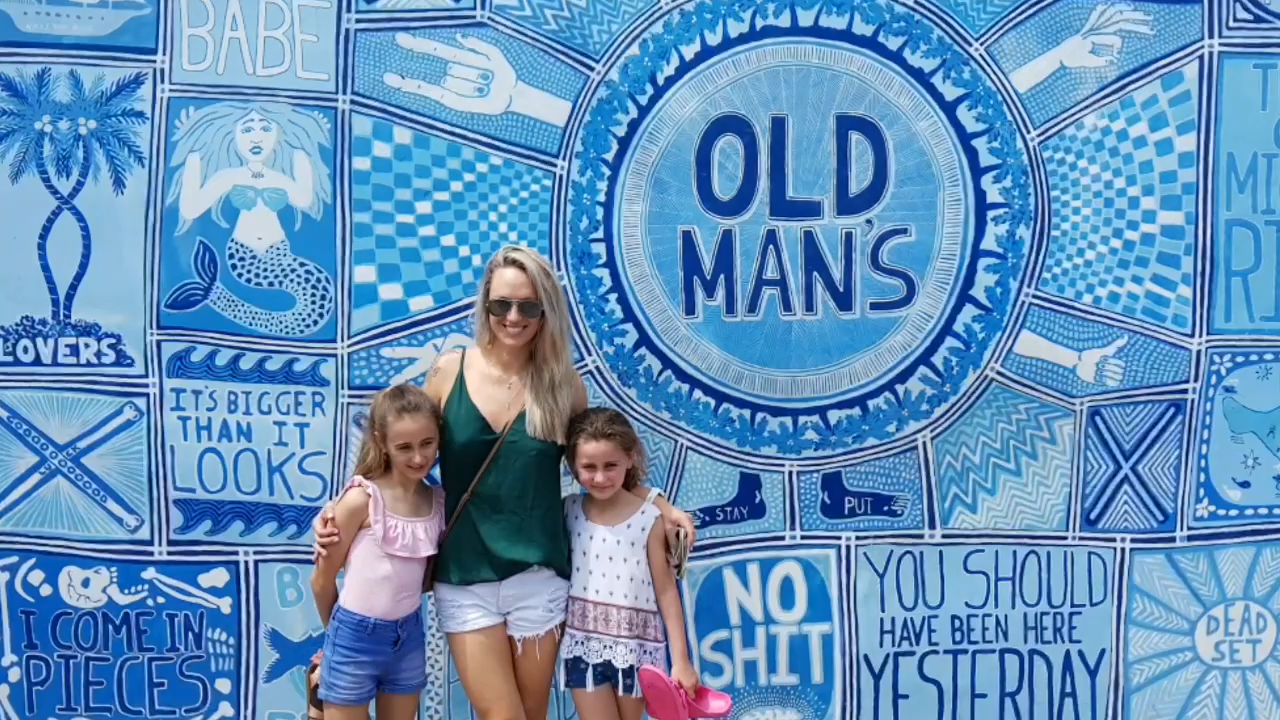 BABE
OLD
MAN'S
LOVERS
IT'S BIGGER
THAN IT
LOOKS
STAY
PUT
I COME IN
PIECES
NO
SHIT
YOU SHOULD
HAVE BEEN HERE
YESTERDAY
DEAD
SET